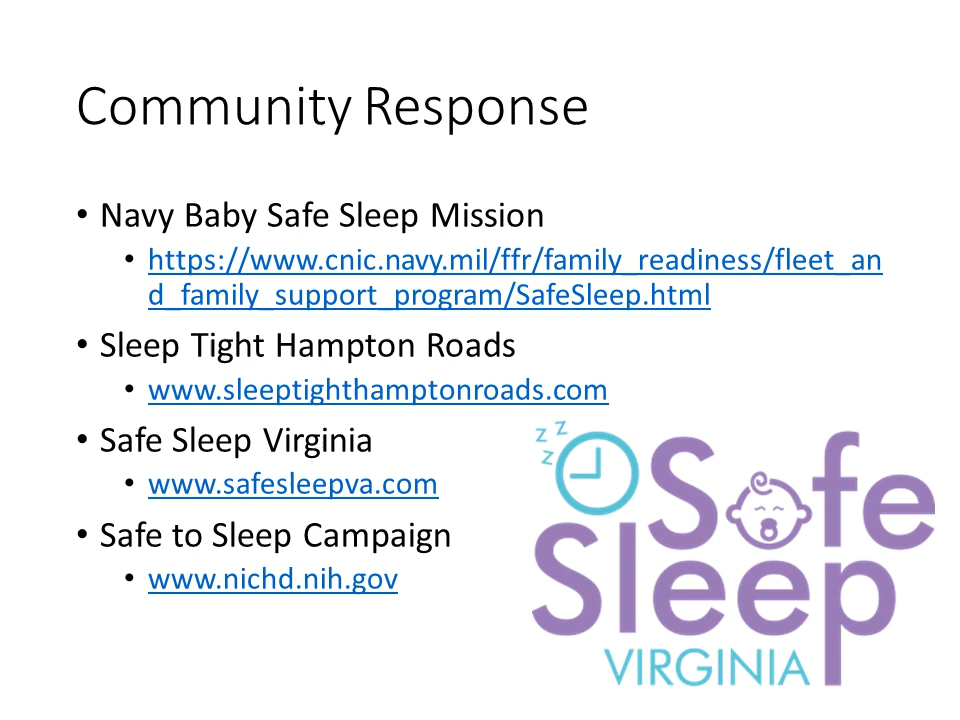 Community Response
• Navy Baby Safe Sleep Mission
• https://www.cnic.navy.mil/ffr/family_readiness/fleet_an
d_family_support_program/SafeSleep.html
• Sleep Tight Hampton Roads
• www.sleeptighthamptonroads.com
• Safe Sleep Virginia
• www.safesleepva.com
• Safe to Sleep Campaign
• www.nichd.nih.gov
z z
z
Safe
Sleep
VIRGINIA